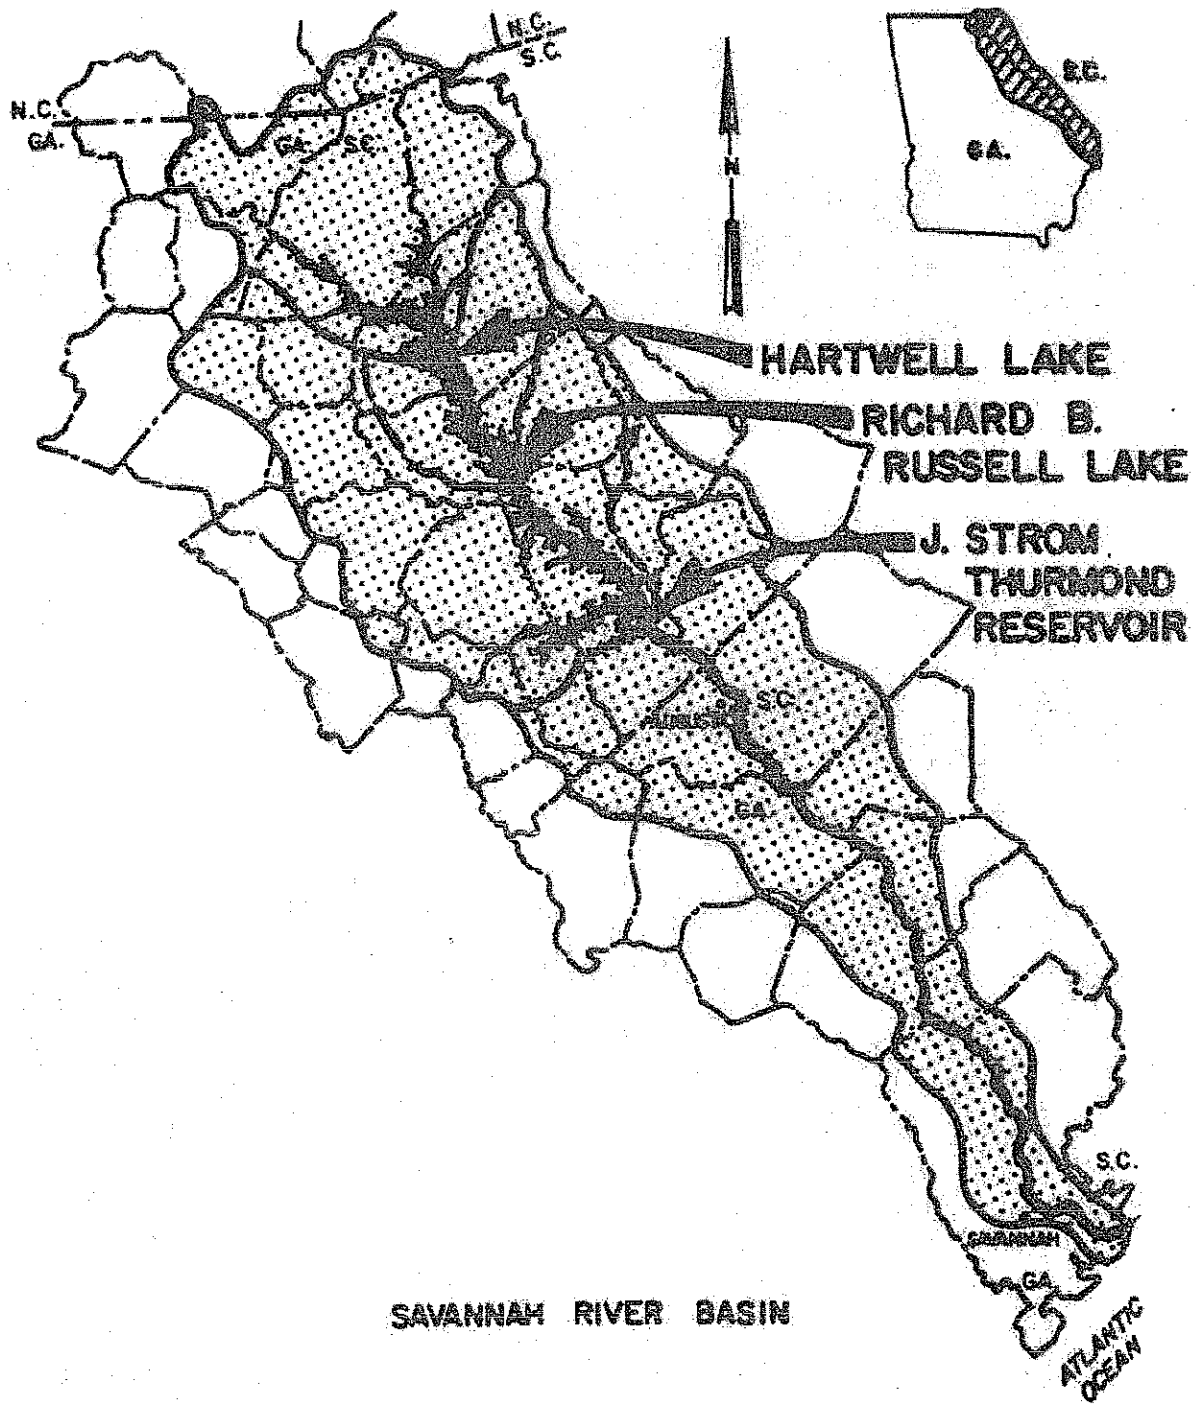 N.C.
S.C.
N.C.
GA.
GA.
S.C.
N
S.C.
GA.
HARTWELL LAKE
RICHARD B.
RUSSELL LAKE
J. STROM
THURMOND
RESERVOIR
S.C.
AUGUSTA
GA.
S.C.
SAVANNAH
GA.
SAVANNAH RIVER BASIN
ATLANTIC
OCEAN